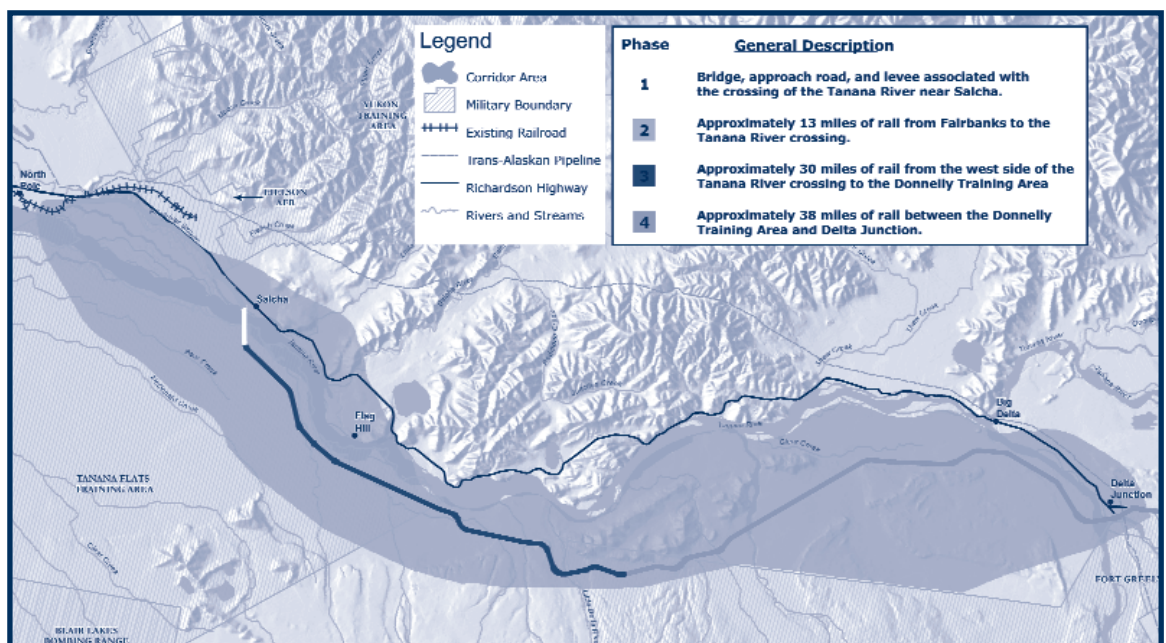 Legend
Corridor Area
Military Boundary
Existing Railroad
Trans-Alaskan Pipeline
Richardson Highway
Rivers and Streams
Phase
General Description
1
Bridge, approach road, and levee associated with
the crossing of the Tanana River near Salcha.
2
Approximately 13 miles of rail from Fairbanks to the
Tanana River crossing.
3
Approximately 30 miles of rail from the west side of the
Tanana River crossing to the Donnelly Training Area
4
Approximately 38 miles of rail between the Donnelly
Training Area and Delta Junction.
YUKON
TRAINING
AREA
North
Pole
EIELSON
AFB
Salcha
Flag
Hill
Big
Delta
Delta
Junction
TANANA FLATS
TRAINING AREA
FORT GREELY
BLAIR LAKES
BOMBING RANGE